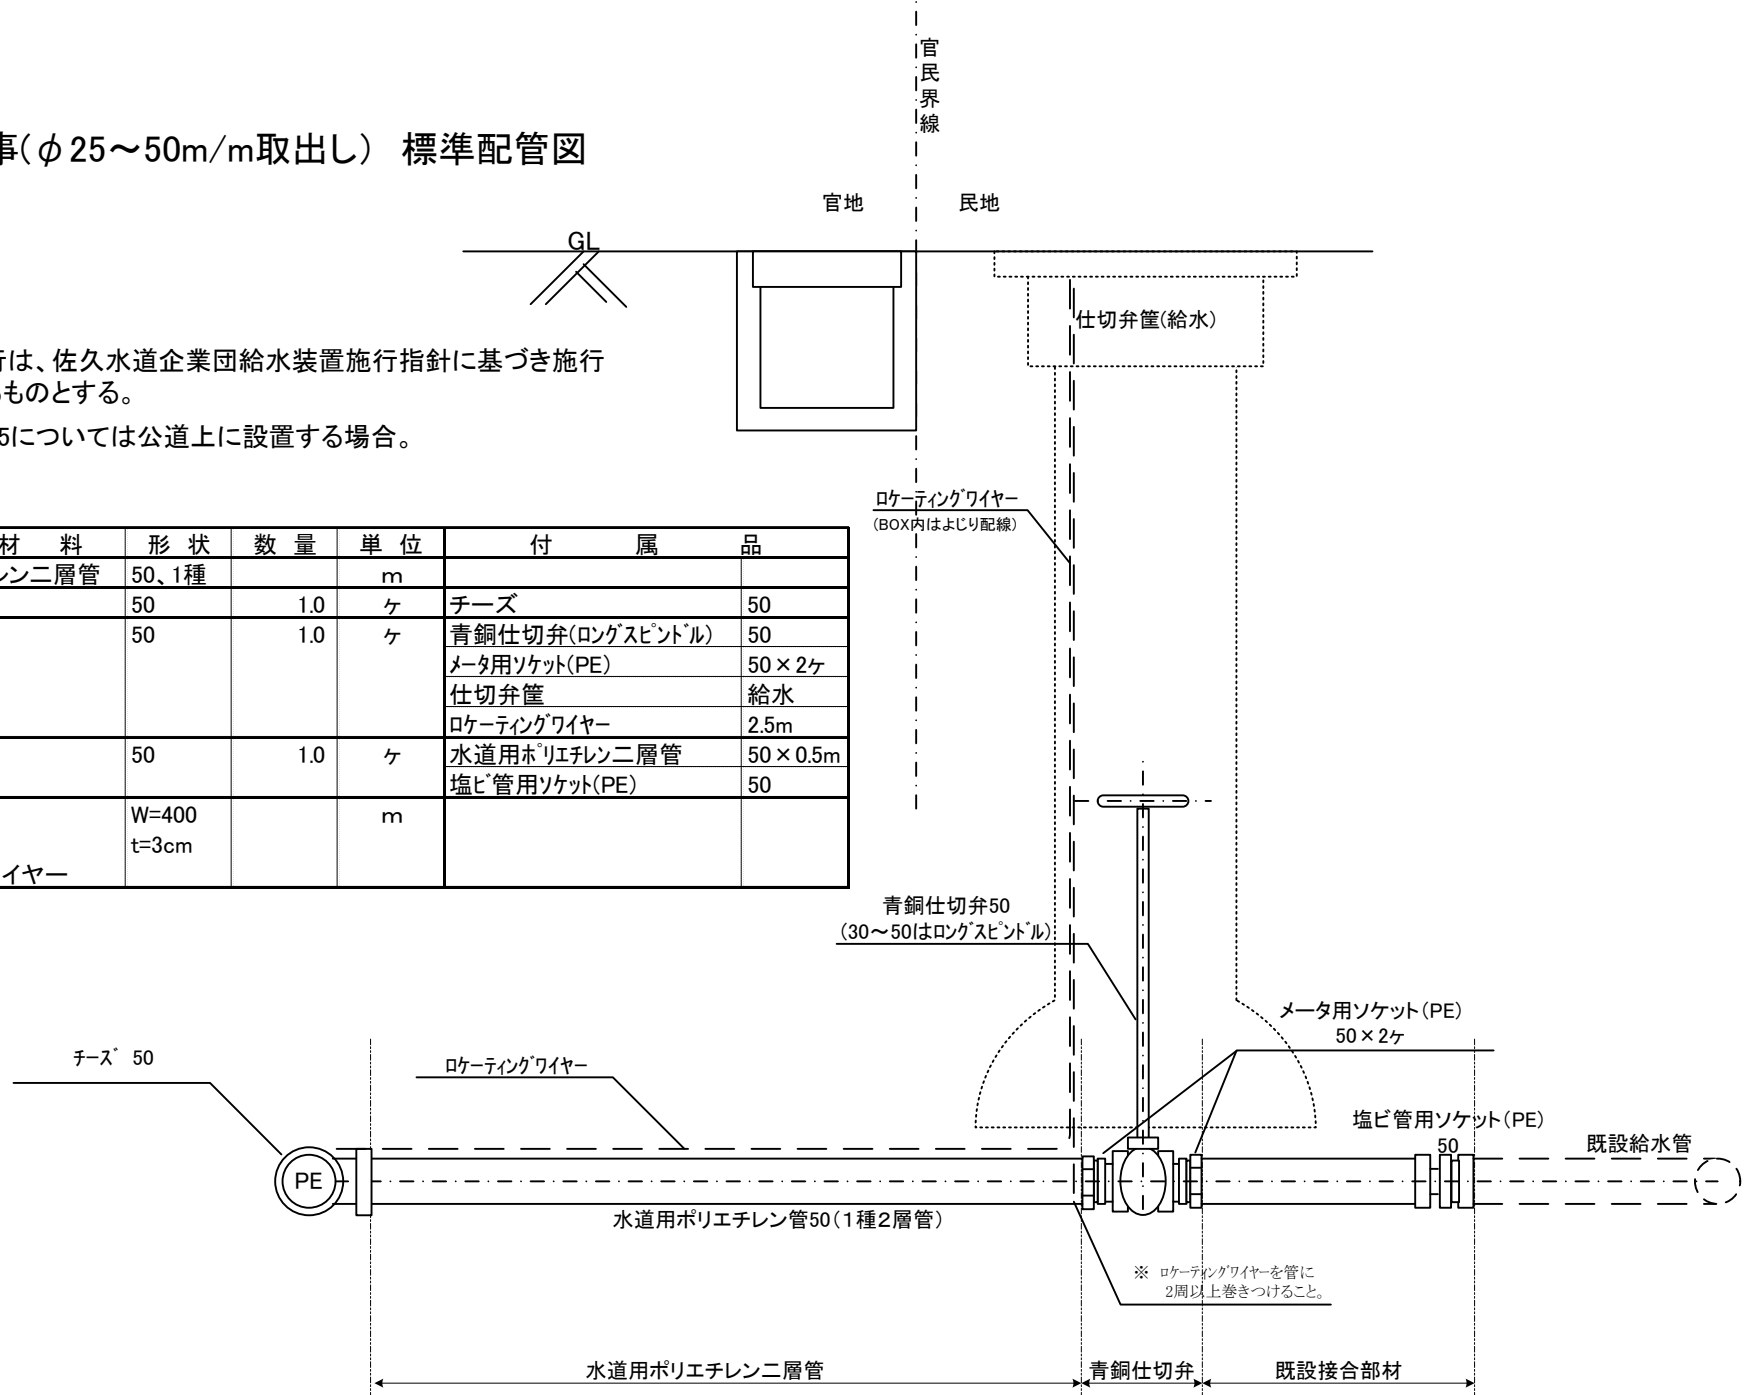 官民界線
事(φ25～50m/m取出し) 標準配管図
官地
民地
GL
仕切弁筐(給水)
行は、佐久水道企業団給水装置施行指針に基づき施行
るものとする。
5については公道上に設置する場合。
ﾛｹｰﾃｨﾝｸﾞﾜｲﾔｰ
(BOX内はよじり配線)
材 料 形 状 数 量 単 位 付 属 品
レン二層管 50、1種 m
50 1.0 ヶ チーズ 50
50 1.0 ヶ 青銅仕切弁(ﾛﾝｸﾞｽﾋﾟﾝﾄﾞﾙ) 50
ﾒｰﾀ用ｿｹｯﾄ(PE) 50×2ヶ
仕切弁筐 給水
ﾛｹｰﾃｨﾝｸﾞﾜｲﾔｰ 2.5m
50 1.0 ヶ 水道用ﾎﾟﾘｴﾁﾚﾝ二層管 50×0.5m
塩ﾋﾞ管用ｿｹｯﾄ(PE) 50
W=400 m
t=3cm
イヤー
青銅仕切弁50
(30～50はﾛﾝｸﾞｽﾋﾟﾝﾄﾞﾙ)
メータ用ソケット(PE)
50×2ヶ
ﾁｰｽﾞ 50
ﾛｹｰﾃｨﾝｸﾞﾜｲﾔｰ
塩ビ管用ソケット(PE)
50
既設給水管
PE
水道用ポリエチレン管50(1種2層管)
※ ﾛｹｰﾃｨﾝｸﾞﾜｲﾔｰを管に
2周以上巻きつけること。
水道用ポリエチレン二層管
青銅仕切弁
既設接合部材